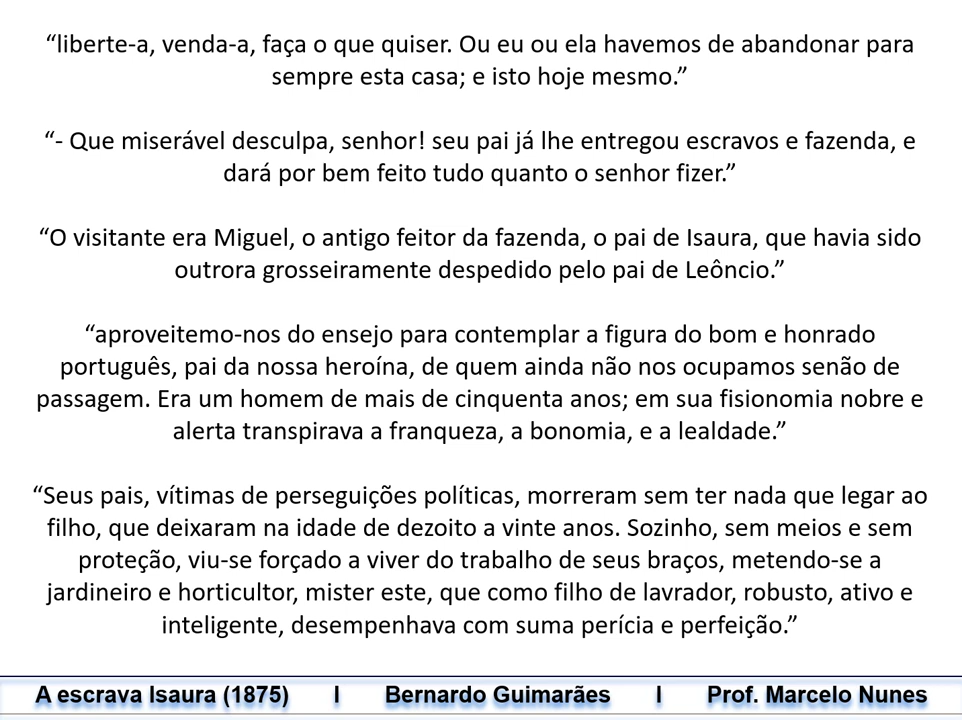 “liberte-a, venda-a, faça o que quiser. Ou eu ou ela havemos de abandonar para
sempre esta casa; e isto hoje mesmo.”
“- Que miserável desculpa, senhor! seu pai já lhe entregou escravos e fazenda, e
dará por bem feito tudo quanto o senhor fizer.”
“O visitante era Miguel, o antigo feitor da fazenda, o pai de Isaura, que havia sido
outrora grosseiramente despedido pelo pai de Leôncio.”
“aproveitemo-nos do ensejo para contemplar a figura do bom e honrado
português, pai da nossa heroína, de quem ainda não nos ocupamos senão de
passagem. Era um homem de mais de cinquenta anos; em sua fisionomia nobre e
alerta transpirava a franqueza, a bonomia, e a lealdade.”
“Seus pais, vítimas de perseguições políticas, morreram sem ter nada que legar ao
filho, que deixaram na idade de dezoito a vinte anos. Sozinho, sem meios e sem
proteção, viu-se forçado a viver do trabalho de seus braços, metendo-se a
jardineiro e horticultor, mister este, que como filho de lavrador, robusto, ativo e
inteligente, desempenhava com suma perícia e perfeição.”
A escrava Isaura (1875) I Bernardo Guimarães I Prof. Marcelo Nunes